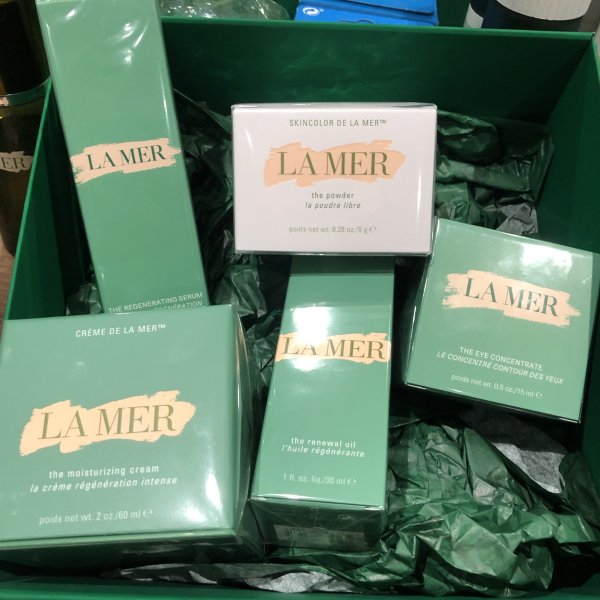 LA MER
THE REGENERATING SERUM
SKINCOLOR DE LA MER™
LA MER
the powder
la poudre libre
poids net wt. 0.28 oz./8 g ℮
LA MER
THE EYE CONCENTRATE
LE CONCENTRÉ CONTOUR DES YEUX
poids net wt. 0.5 oz./15 ml ℮
CRÈME DE LA MER™
LA MER
the moisturizing cream
la crème régénération intense
poids net wt. 2 oz./60 ml ℮
LA MER
the renewal oil
l'huile régénérante
1 fl. oz. liq./30 ml ℮